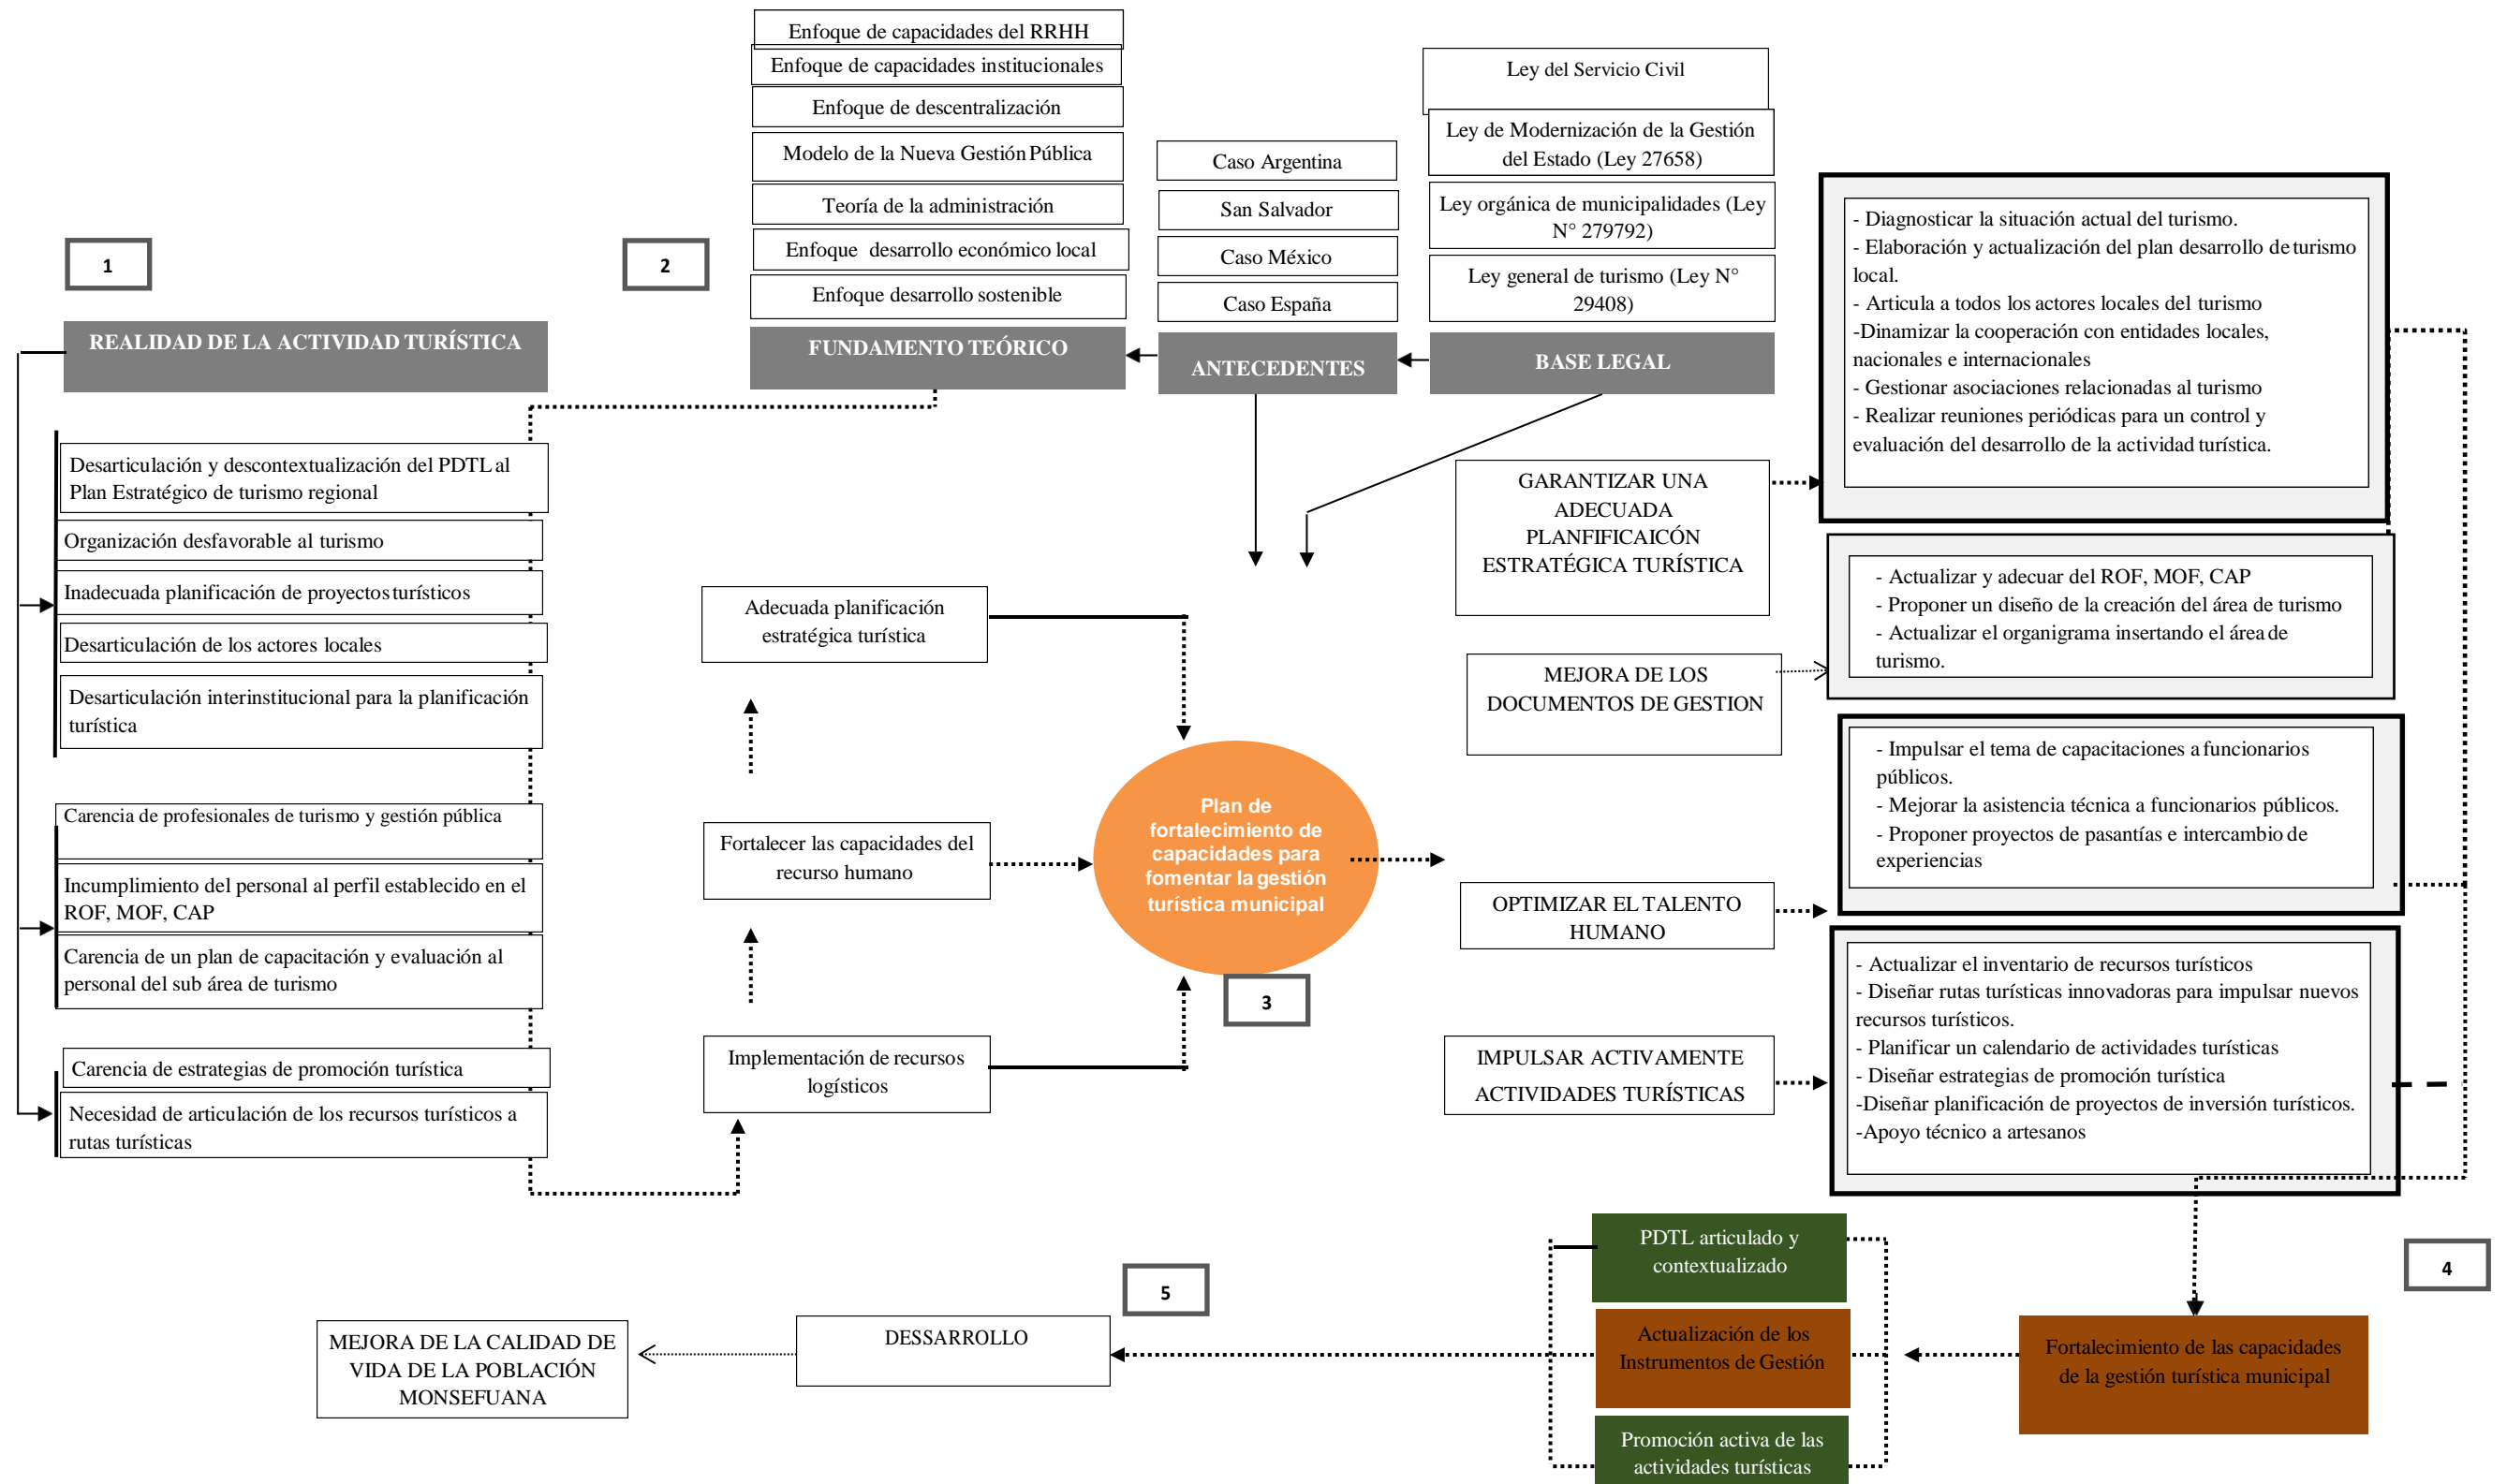 1
REALIDAD DE LA ACTIVIDAD TURÍSTICA
Desarticulación y descontextualización del PDTL al
Plan Estratégico de turismo regional
Organización desfavorable al turismo
Inadecuada planificación de proyectos turísticos
Desarticulación de los actores locales
Desarticulación interinstitucional para la planificación
turística
Carencia de profesionales de turismo y gestión pública
Incumplimiento del personal al perfil establecido en el
ROF, MOF, CAP
Carencia de un plan de capacitación y evaluación al
personal del sub área de turismo
Carencia de estrategias de promoción turística
Necesidad de articulación de los recursos turísticos a
rutas turísticas
2
Enfoque de capacidades del RRHH
Enfoque de capacidades institucionales
Enfoque de descentralización
Modelo de la Nueva Gestión Pública
Teoría de la administración
Enfoque desarrollo económico local
Enfoque desarrollo sostenible
FUNDAMENTO TEÓRICO
Caso Argentina
San Salvador
Caso México
Caso España
ANTECEDENTES
Ley del Servicio Civil
Ley de Modernización de la Gestión
del Estado (Ley 27658)
Ley orgánica de municipalidades (Ley
N° 279792)
Ley general de turismo (Ley N°
29408)
BASE LEGAL
Adecuada planificación
estratégica turística
Fortalecer las capacidades del
recurso humano
Implementación de recursos
logísticos
Plan de
fortalecimiento de
capacidades para
fomentar la gestión
turística municipal
3
GARANTIZAR UNA
ADECUADA
PLANFIFICAICÓN
ESTRATÉGICA TURÍSTICA
MEJORA DE LOS
DOCUMENTOS DE GESTION
OPTIMIZAR EL TALENTO
HUMANO
IMPULSAR ACTIVAMENTE
ACTIVIDADES TURÍSTICAS
- Diagnosticar la situación actual del turismo.
- Elaboración y actualización del plan desarrollo de turismo
local.
- Articula a todos los actores locales del turismo
-Dinamizar la cooperación con entidades locales,
nacionales e internacionales
- Gestionar asociaciones relacionadas al turismo
- Realizar reuniones periódicas para un control y
evaluación del desarrollo de la actividad turística.
- Actualizar y adecuar del ROF, MOF, CAP
- Proponer un diseño de la creación del área de turismo
- Actualizar el organigrama insertando el área de
turismo.
- Impulsar el tema de capacitaciones a funcionarios
públicos.
- Mejorar la asistencia técnica a funcionarios públicos.
- Proponer proyectos de pasantías e intercambio de
experiencias
- Actualizar el inventario de recursos turísticos
- Diseñar rutas turísticas innovadoras para impulsar nuevos
recursos turísticos.
- Planificar un calendario de actividades turísticas
- Diseñar estrategias de promoción turística
-Diseñar planificación de proyectos de inversión turísticos.
-Apoyo técnico a artesanos
4
Fortalecimiento de las capacidades
de la gestión turística municipal
PDTL articulado y
contextualizado
Actualización de los
Instrumentos de Gestión
Promoción activa de las
actividades turísticas
5
DESSARROLLO
MEJORA DE LA CALIDAD DE
VIDA DE LA POBLACIÓN
MONSEFUANA